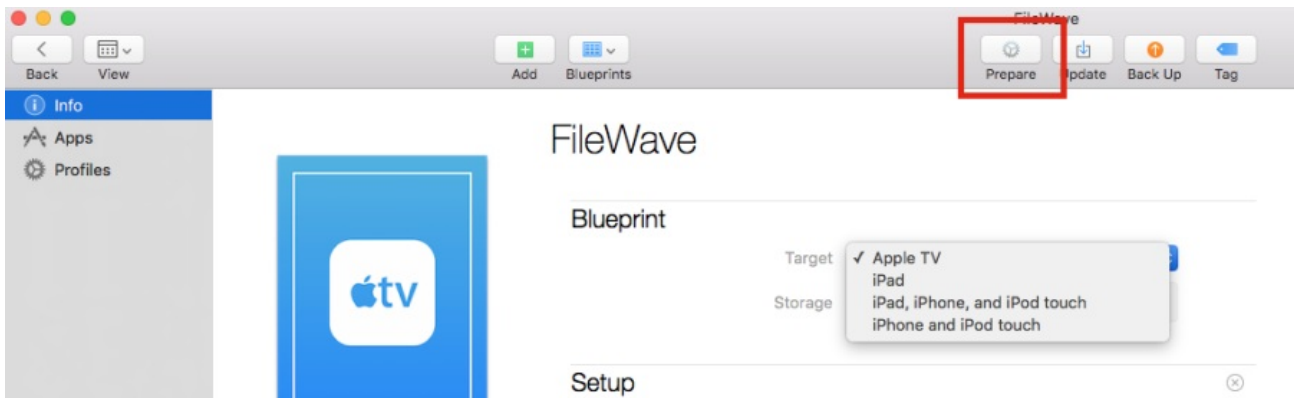 FileWave
Back View Add Blueprints Prepare Update Back Up Tag
Info
Apps
Profiles
FileWave
tv
Blueprint
Target ✓ Apple TV
iPad
Storage iPad, iPhone, and iPod touch
iPhone and iPod touch
Setup